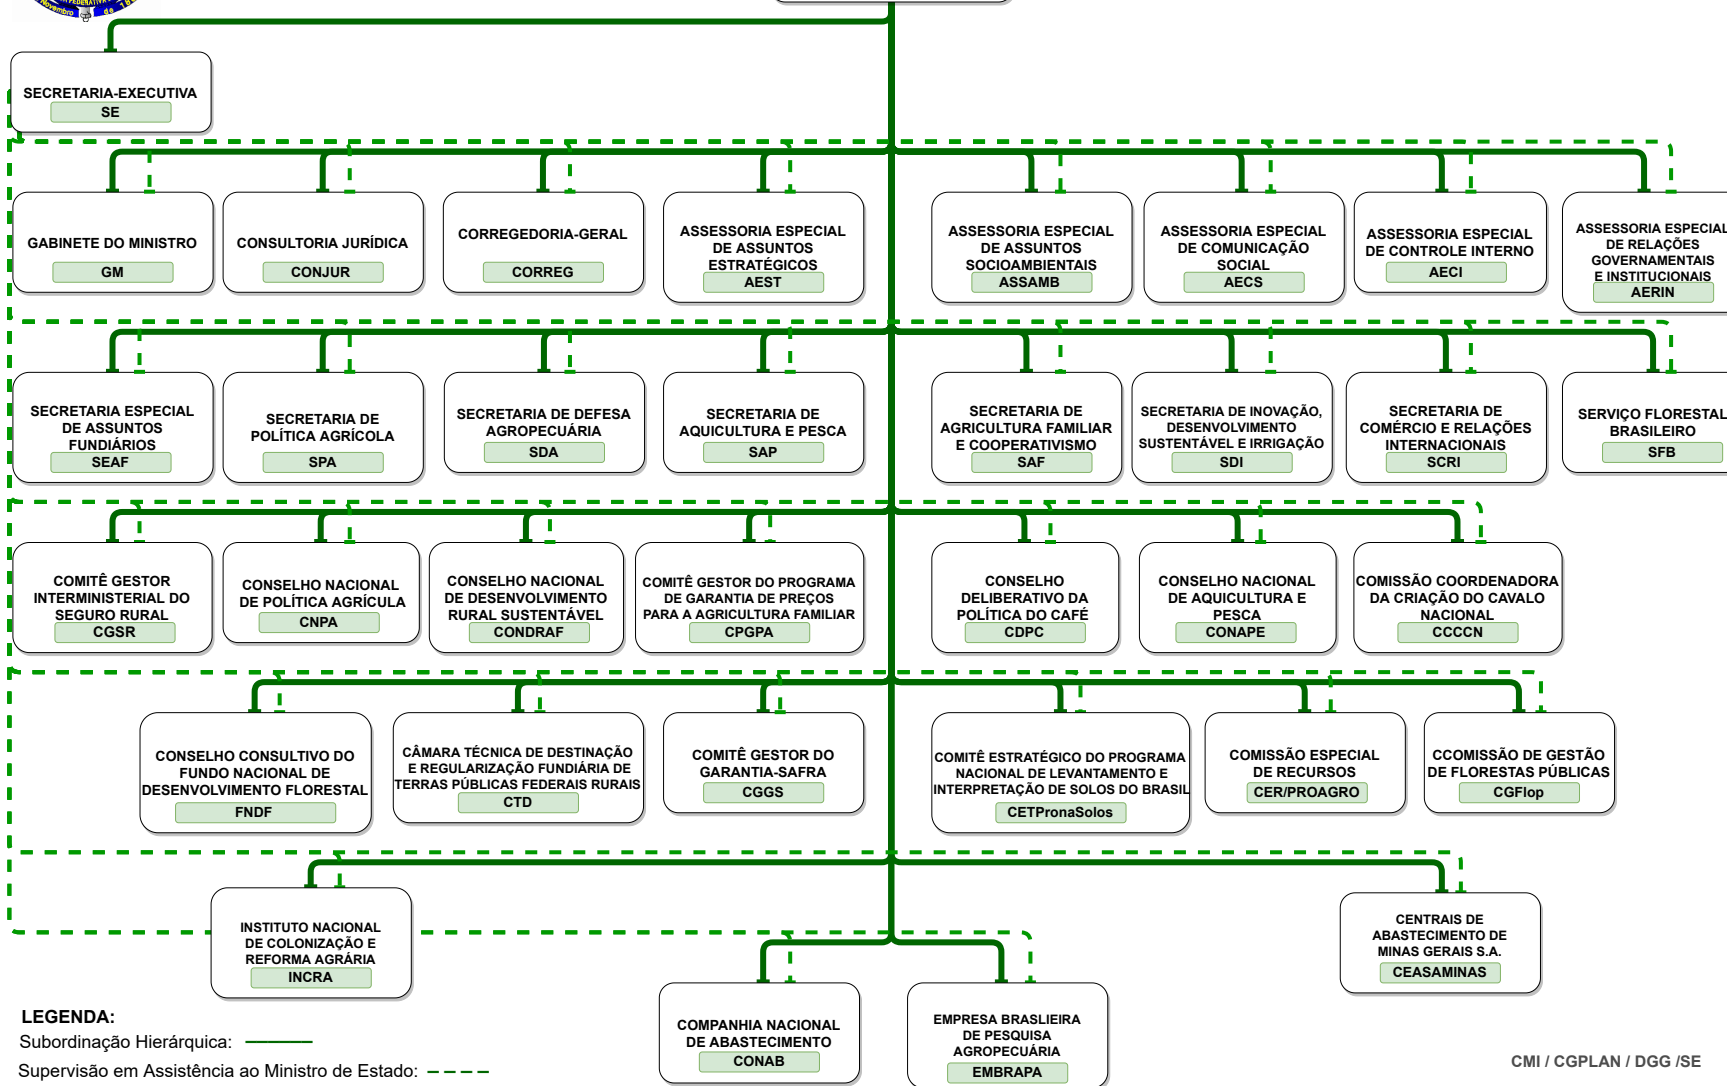 FEDERATIVA
Novembro
de 18
SECRETARIA-EXECUTIVA
SE
GABINETE DO MINISTRO
GM
CONSULTORIA JURÍDICA
CONJUR
CORREGEDORIA-GERAL
CORREG
ASSESSORIA ESPECIAL
DE ASSUNTOS
ESTRATÉGICOS
AEST
ASSESSORIA ESPECIAL
DE ASSUNTOS
SOCIOAMBIENTAIS
ASSAMB
ASSESSORIA ESPECIAL
DE COMUNICAÇÃO
SOCIAL
AECS
ASSESSORIA ESPECIAL
DE CONTROLE INTERNO
AECI
ASSESSORIA ESPECIAL
DE RELAÇÕES
GOVERNAMENTAIS
E INSTITUCIONAIS
AERIN
SECRETARIA ESPECIAL
DE ASSUNTOS
FUNDIÁRIOS
SEAF
SECRETARIA DE
POLÍTICA AGRÍCOLA
SPA
SECRETARIA DE DEFESA
AGROPECUÁRIA
SDA
SECRETARIA DE
AQUICULTURA E PESCA
SAP
SECRETARIA DE
AGRICULTURA FAMILIAR
E COOPERATIVISMO
SAF
SECRETARIA DE INOVAÇÃO,
DESENVOLVIMENTO
SUSTENTÁVEL E IRRIGAÇÃO
SDI
SECRETARIA DE
COMÉRCIO E RELAÇÕES
INTERNACIONAIS
SCRI
SERVIÇO FLORESTAL
BRASILEIRO
SFB
COMITÊ GESTOR
INTERMINISTERIAL DO
SEGURO RURAL
CGSR
CONSELHO NACIONAL
DE POLÍTICA AGRÍCULA
CNPA
CONSELHO NACIONAL
DE DESENVOLVIMENTO
RURAL SUSTENTÁVEL
CONDRAF
COMITÊ GESTOR DO PROGRAMA
DE GARANTIA DE PREÇOS
PARA A AGRICULTURA FAMILIAR
CPGPA
CONSELHO
DELIBERATIVO DA
POLÍTICA DO CAFÉ
CDPC
CONSELHO NACIONAL
DE AQUICULTURA E
PESCA
CONAPE
COMISSÃO COORDENADORA
DA CRIAÇÃO DO CAVALO
NACIONAL
CCCCN
CONSELHO CONSULTIVO DO
FUNDO NACIONAL DE
DESENVOLVIMENTO FLORESTAL
FNDF
CÂMARA TÉCNICA DE DESTINAÇÃO
E REGULARIZAÇÃO FUNDIÁRIA DE
TERRAS PÚBLICAS FEDERAIS RURAIS
CTD
COMITÊ GESTOR DO
GARANTIA-SAFRA
CGGS
COMITÊ ESTRATÉGICO DO PROGRAMA
NACIONAL DE LEVANTAMENTO E
INTERPRETAÇÃO DE SOLOS DO BRASIL
CETPronaSolos
COMISSÃO ESPECIAL
DE RECURSOS
CER/PROAGRO
CCOMISSÃO DE GESTÃO
DE FLORESTAS PÚBLICAS
CGFlop
INSTITUTO NACIONAL
DE COLONIZAÇÃO E
REFORMA AGRÁRIA
INCRA
CENTRAIS DE
ABASTECIMENTO DE
MINAS GERAIS S.A.
CEASAMINAS
COMPANHIA NACIONAL
DE ABASTECIMENTO
CONAB
EMPRESA BRASLIEIRA
DE PESQUISA
AGROPECUÁRIA
EMBRAPA
LEGENDA:
Subordinação Hierárquica:
Supervisão em Assistência ao Ministro de Estado:
CMI / CGPLAN / DGG /SE